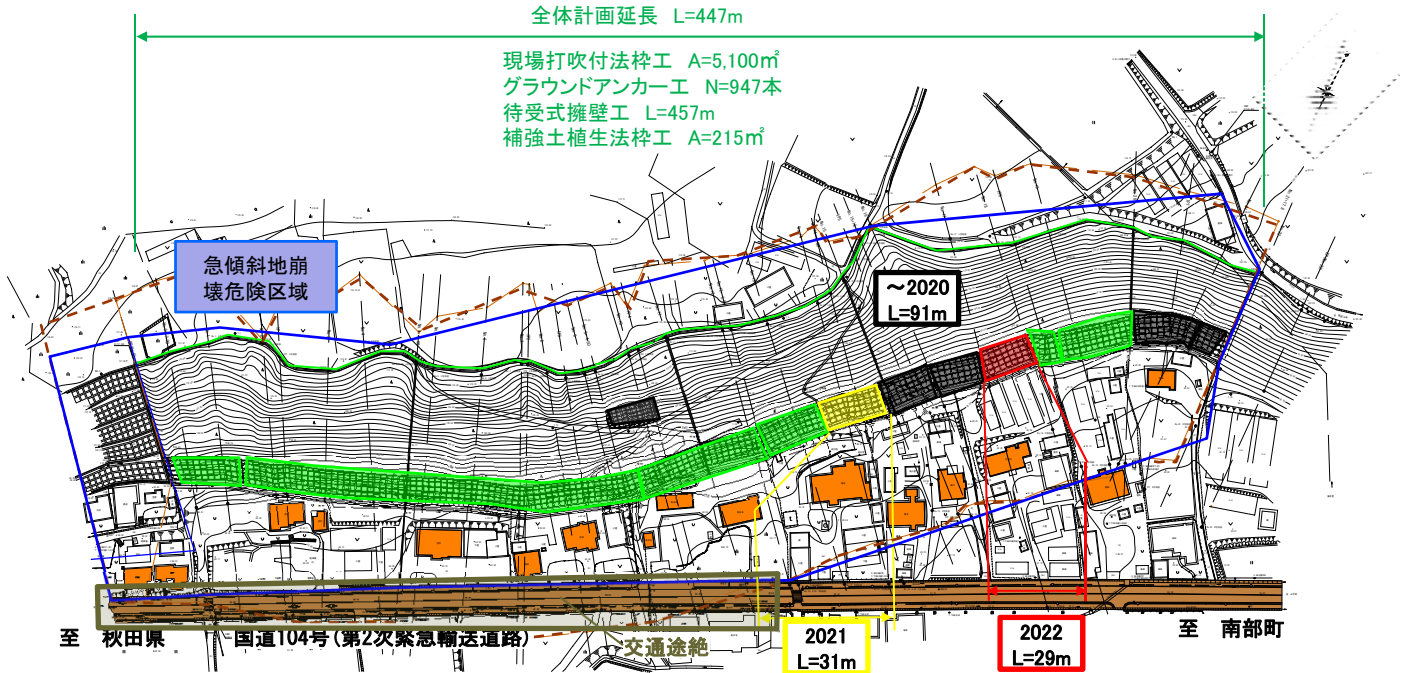 全体計画延長 L=447m
現場打吹付法枠工 A=5,100㎡
グラウンドアンカー工 N=947本
待受式擁壁工 L=457m
補強土植生法枠工 A=215㎡
急傾斜地崩
壊危険区域
～2020
L=91m
至 秋田県
国道104号（第2次緊急輸送道路）
交通途絶
2021
L=31m
2022
L=29m
至 南部町